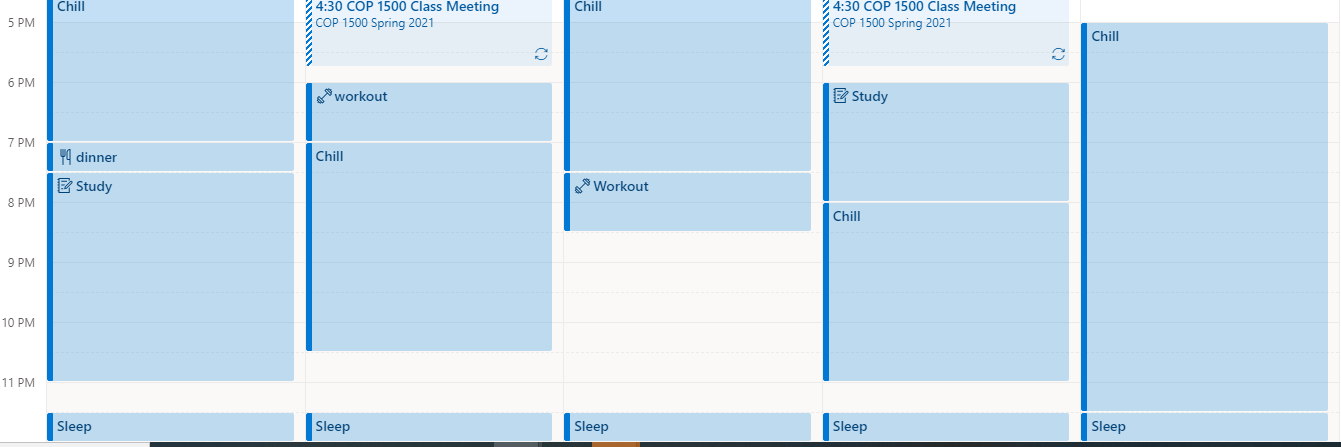 5 PM
6 PM
7 PM
8 PM
9 PM
10 PM
11 PM
Chill
dinner
Study
Sleep
4:30 COP 1500 Class Meeting
COP 1500 Spring 2021
workout
Chill
Sleep
Chill
Workout
Sleep
4:30 COP 1500 Class Meeting
COP 1500 Spring 2021
Study
Chill
Sleep
Chill
Sleep